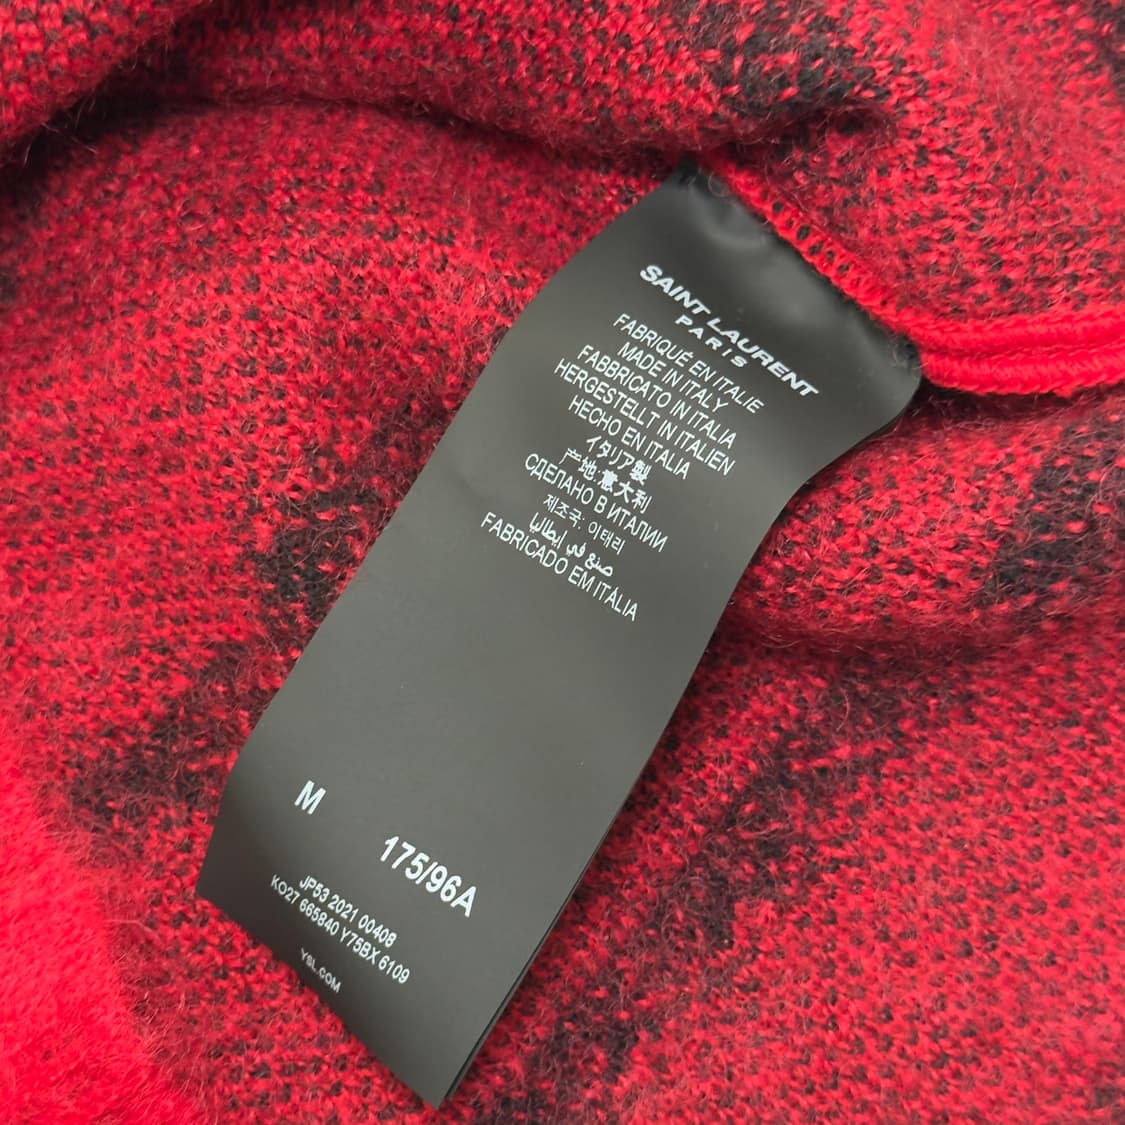 SAINT LAURENT
PARIS
FABRIQUÉ EN ITALIE
MADE IN ITALY
FABBRICATO IN ITALIA
HERGESTELLT IN ITALIEN
HECHO EN ITALIA
イタリア製
产地:意大利
СДЕЛАНО В ИТАЛИИ
제조국: 이태리
صنع في إيطاليا
FABRICADO EM ITÁLIA
M
175/96A
JP53 2021 00408
KO27 665840 Y75BX 6109
YSL.COM